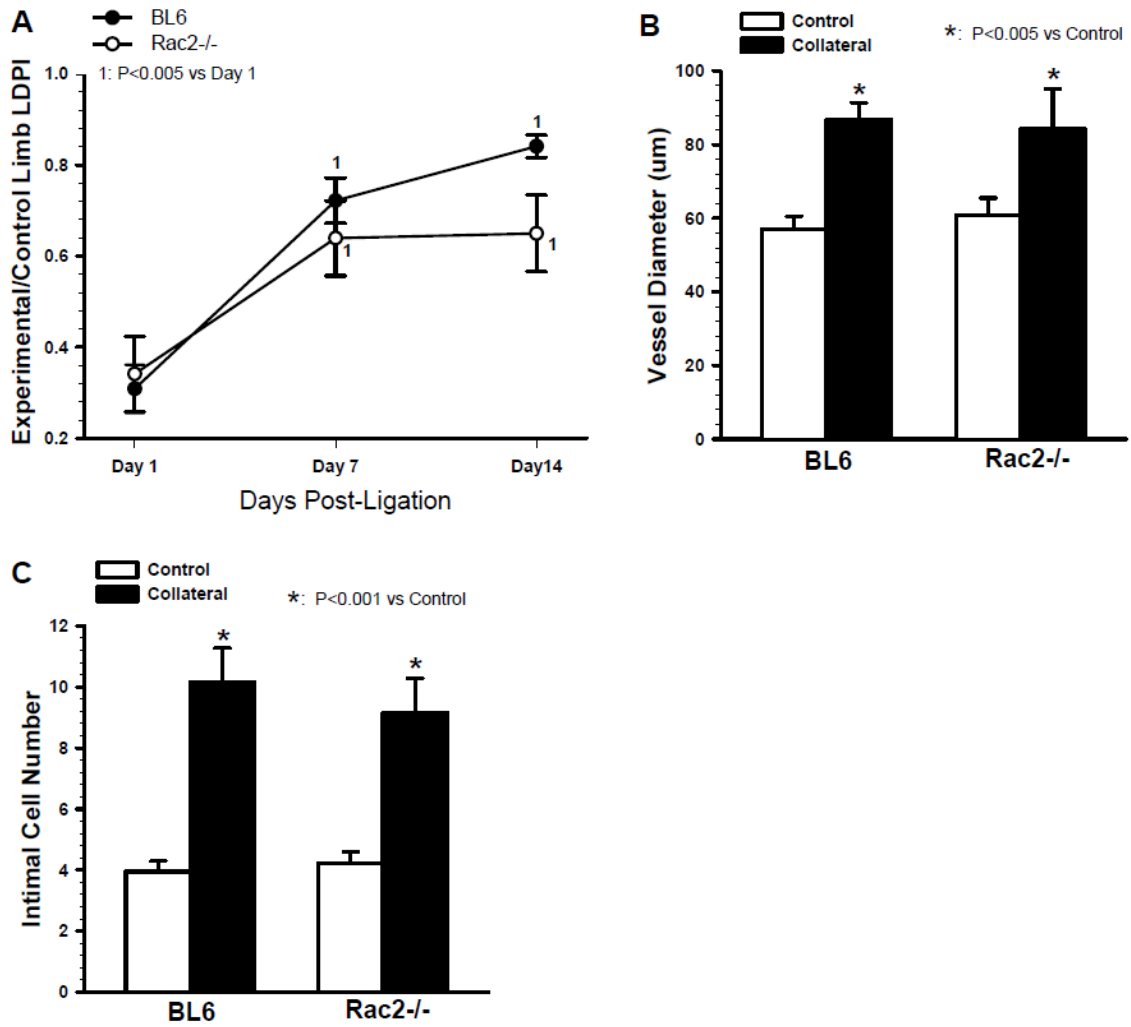 A
BL6
Rac2-/-
1: P<0.005 vs Day 1
Experimental/Control Limb LDPI
1.0
0.8
0.6
0.4
0.2
1
1
1
1
Day 1
Day 7
Day14
Days Post-Ligation
B
Control
Collateral
*: P<0.005 vs Control
Vessel Diameter (um)
100
80
60
40
20
0
*
*
BL6
Rac2-/-
C
Control
Collateral
*: P<0.001 vs Control
Intimal Cell Number
12
10
8
6
4
2
0
*
*
BL6
Rac2-/-